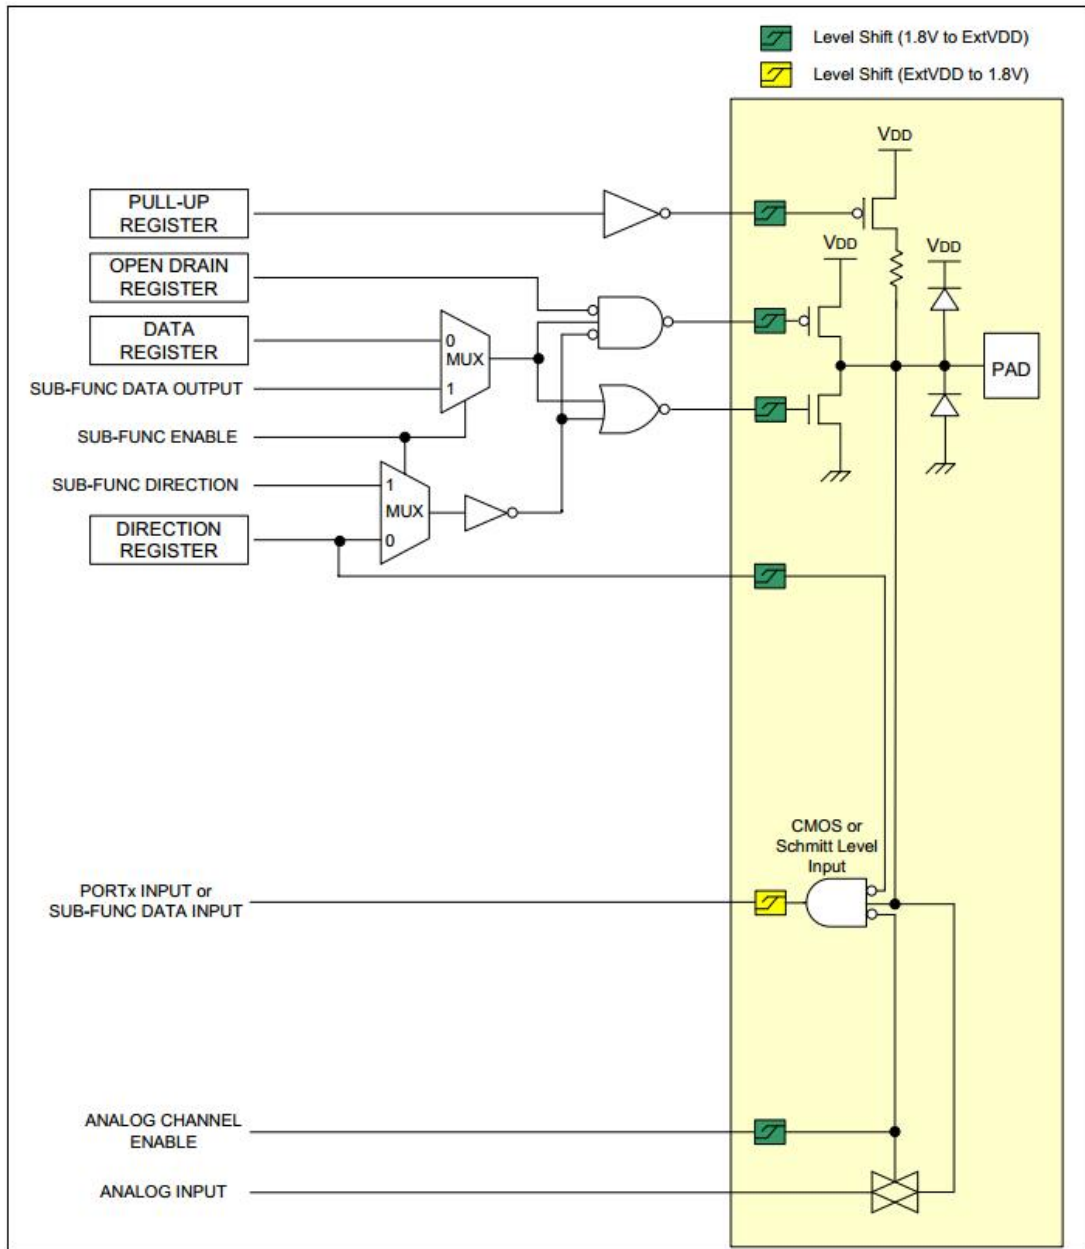 Level Shift (1.8V to ExtVDD)
Level Shift (ExtVDD to 1.8V)
VDD
PULL-UP
REGISTER
VDD
VDD
OPEN DRAIN
REGISTER
DATA
REGISTER
0
MUX
1
SUB-FUNC DATA OUTPUT
PAD
SUB-FUNC ENABLE
SUB-FUNC DIRECTION
1
MUX
0
DIRECTION
REGISTER
CMOS or
Schmitt Level
Input
PORTx INPUT or
SUB-FUNC DATA INPUT
ANALOG CHANNEL
ENABLE
ANALOG INPUT